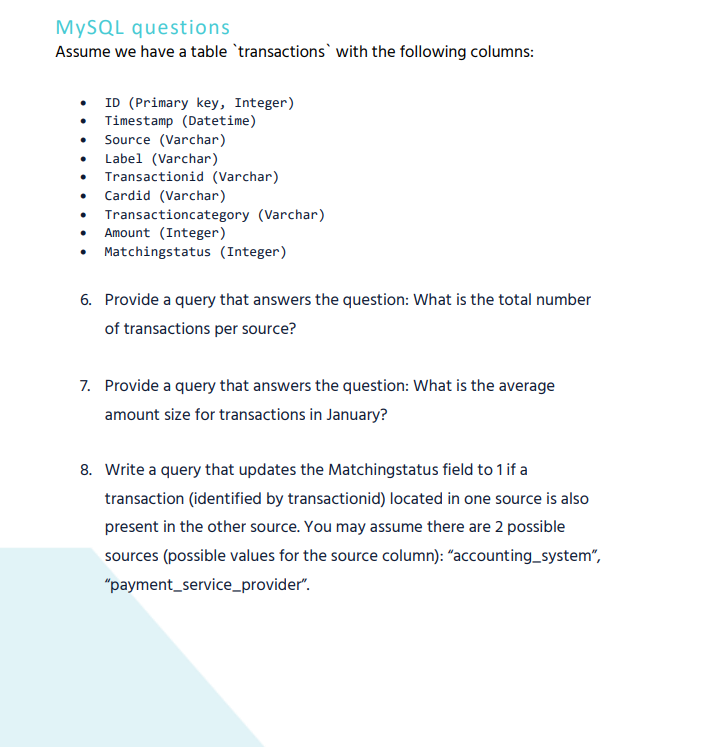 MySQL questions
Assume we have a table `transactions` with the following columns:
• ID (Primary key, Integer)
• Timestamp (Datetime)
• Source (Varchar)
• Label (Varchar)
• Transactionid (Varchar)
• Cardid (Varchar)
• Transactioncategory (Varchar)
• Amount (Integer)
• Matchingstatus (Integer)
6. Provide a query that answers the question: What is the total number
of transactions per source?
7. Provide a query that answers the question: What is the average
amount size for transactions in January?
8. Write a query that updates the Matchingstatus field to 1 if a
transaction (identified by transactionid) located in one source is also
present in the other source. You may assume there are 2 possible
sources (possible values for the source column): “accounting_system”,
“payment_service_provider”.